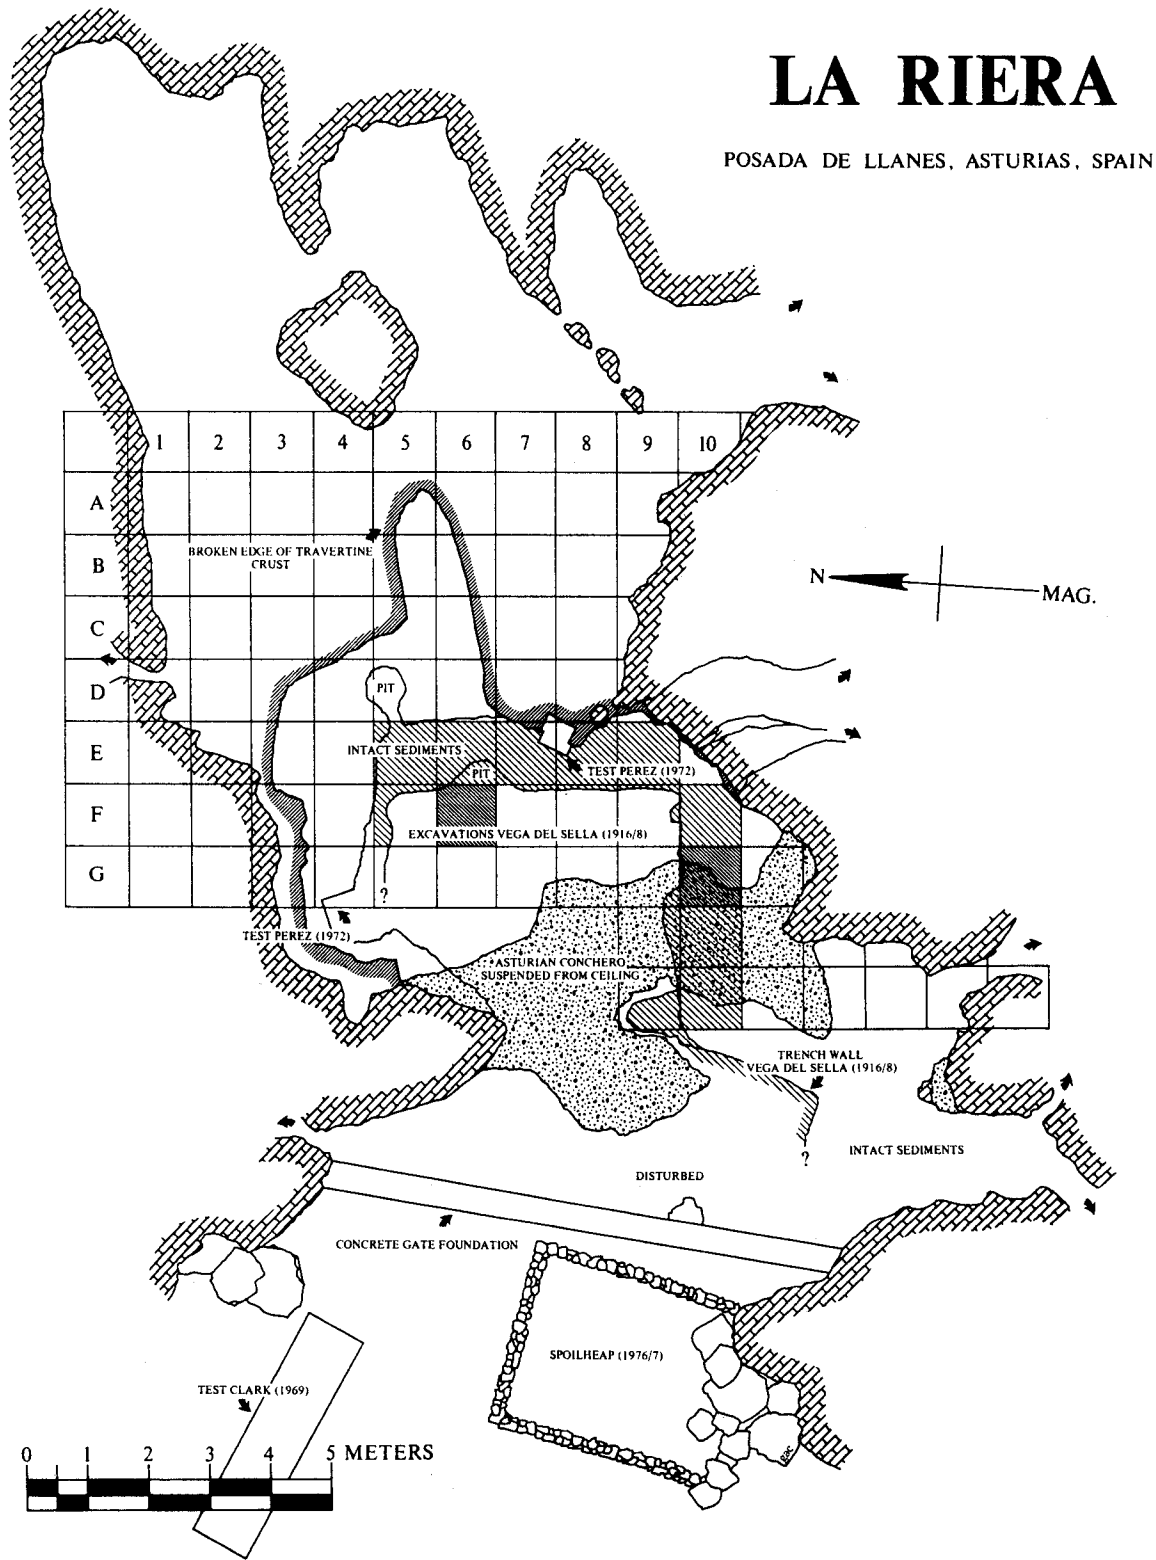 LA RIERA
POSADA DE LLANES, ASTURIAS, SPAIN
1 2 3 4 5 6 7 8 9 10
A
B
C
D
E
F
G
BROKEN EDGE OF TRAVERTINE
CRUST
N
MAG.
PIT
INTACT SEDIMENTS
PIT
TEST PEREZ (1972)
EXCAVATIONS VEGA DEL SELLA (1916/8)
?
TEST PEREZ (1972)
ASTURIAN CONCHERO
SUSPENDED FROM CEILING
TRENCH WALL
VEGA DEL SELLA (1916/8)
?
INTACT SEDIMENTS
DISTURBED
CONCRETE GATE FOUNDATION
SPOILHEAP (1976/7)
TEST CLARK (1969)
0 1 2 3 4 5 METERS